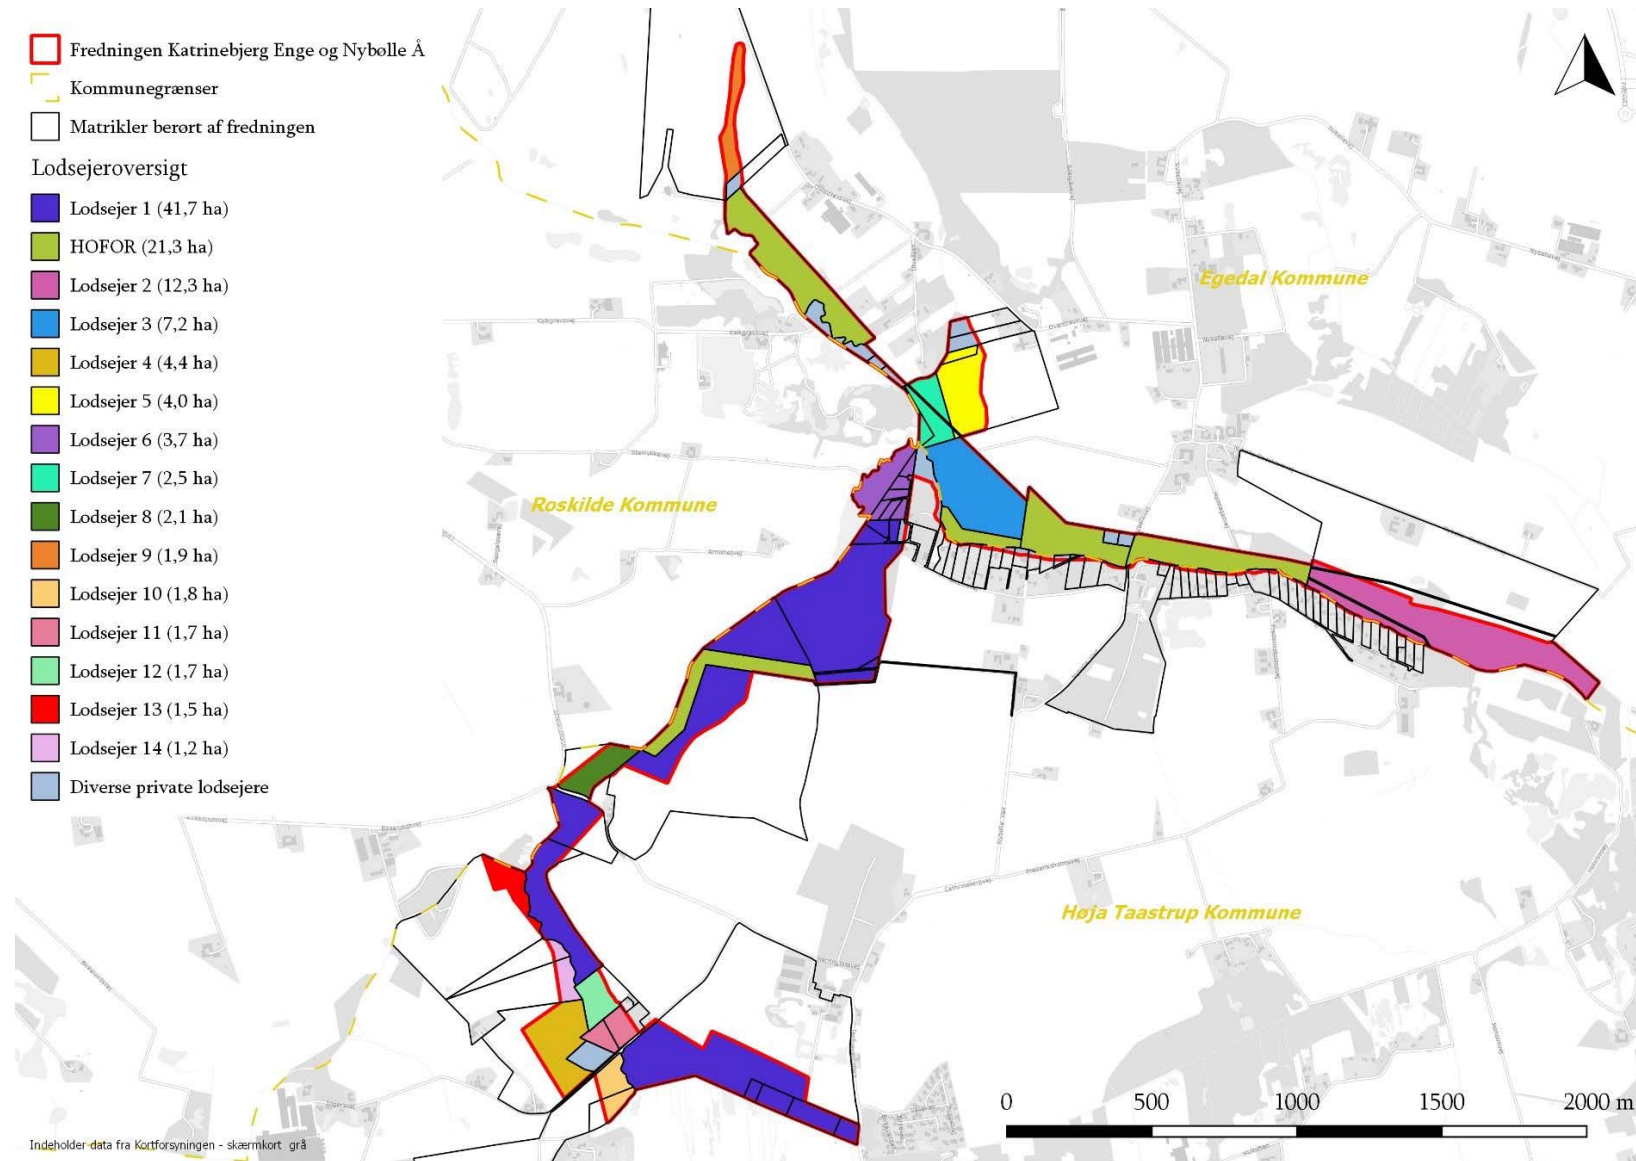 Fredningen Katrinebjerg Enge og Nybølle Å
Kommunegrænser
Matrikler berørt af fredningen
Lodsejeroversigt
Lodsejer 1 (41,7 ha)
HOFOR (21,3 ha)
Lodsejer 2 (12,3 ha)
Lodsejer 3 (7,2 ha)
Lodsejer 4 (4,4 ha)
Lodsejer 5 (4,0 ha)
Lodsejer 6 (3,7 ha)
Lodsejer 7 (2,5 ha)
Lodsejer 8 (2,1 ha)
Lodsejer 9 (1,9 ha)
Lodsejer 10 (1,8 ha)
Lodsejer 11 (1,7 ha)
Lodsejer 12 (1,7 ha)
Lodsejer 13 (1,5 ha)
Lodsejer 14 (1,2 ha)
Diverse private lodsejere
Egedal Kommune
Roskilde Kommune
Høja Taastrup Kommune
0 500 1000 1500 2000 m
Indeholder data fra Kortforsyningen - skærmkort grå